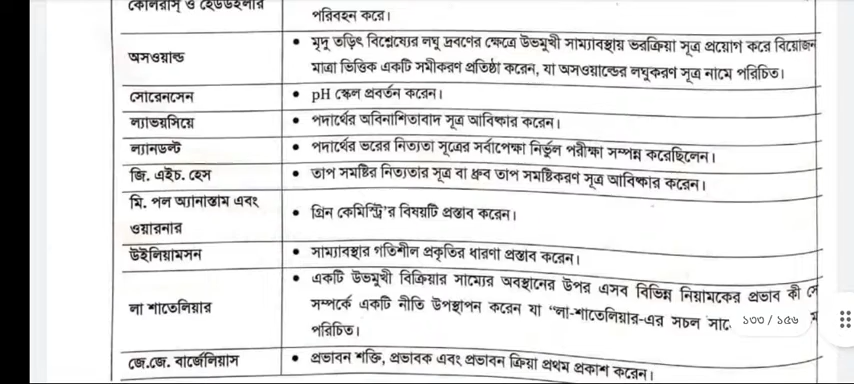 কোলরাস্ ও হেডউইলার
পরিবহন করে।
অসওয়াল্ড
• মৃদু তড়িৎ বিশ্লেষ্যের লঘু দ্রবণের ক্ষেত্রে উভমুখী সাম্যাবস্থায় ভরক্রিয়া সূত্র প্রয়োগ করে বিয়োজন
মাত্রা ভিত্তিক একটি সমীকরণ প্রতিষ্ঠা করেন, যা অসওয়াল্ডের লঘুকরণ সূত্র নামে পরিচিত।
সোরেনসেন
• pH স্কেল প্রবর্তন করেন।
ল্যাভয়সিয়ে
• পদার্থের অবিনাশিতাবাদ সূত্র আবিষ্কার করেন।
ল্যানডল্ট
• পদার্থের ভরের নিত্যতা সূত্রের সর্বাপেক্ষা নির্ভুল পরীক্ষা সম্পন্ন করেছিলেন।
জি. এইচ. হেস
• তাপ সমষ্টির নিত্যতার সূত্র বা ধ্রুব তাপ সমষ্টিকরণ সূত্র আবিষ্কার করেন।
মি. পল অ্যানাস্তাম এবং
ওয়ারনার
• গ্রিন কেমিস্ট্রি'র বিষয়টি প্রস্তাব করেন।
উইলিয়ামসন
• সাম্যাবস্থার গতিশীল প্রকৃতির ধারণা প্রস্তাব করেন।
লা শাতেলিয়ার
• একটি উভমুখী বিক্রিয়ার সাম্যের অবস্থানের উপর এসব বিভিন্ন নিয়ামকের প্রভাব কী সে
সম্পর্কে একটি নীতি উপস্থাপন করেন যা “লা-শাতেলিয়ার-এর সচল
পরিচিত।
১৩৩ / ১৫৬
জে.জে. বার্জেলিয়াস
• প্রভাবন শক্তি, প্রভাবক এবং প্রভাবন ক্রিয়া প্রথম প্রকাশ করেন।